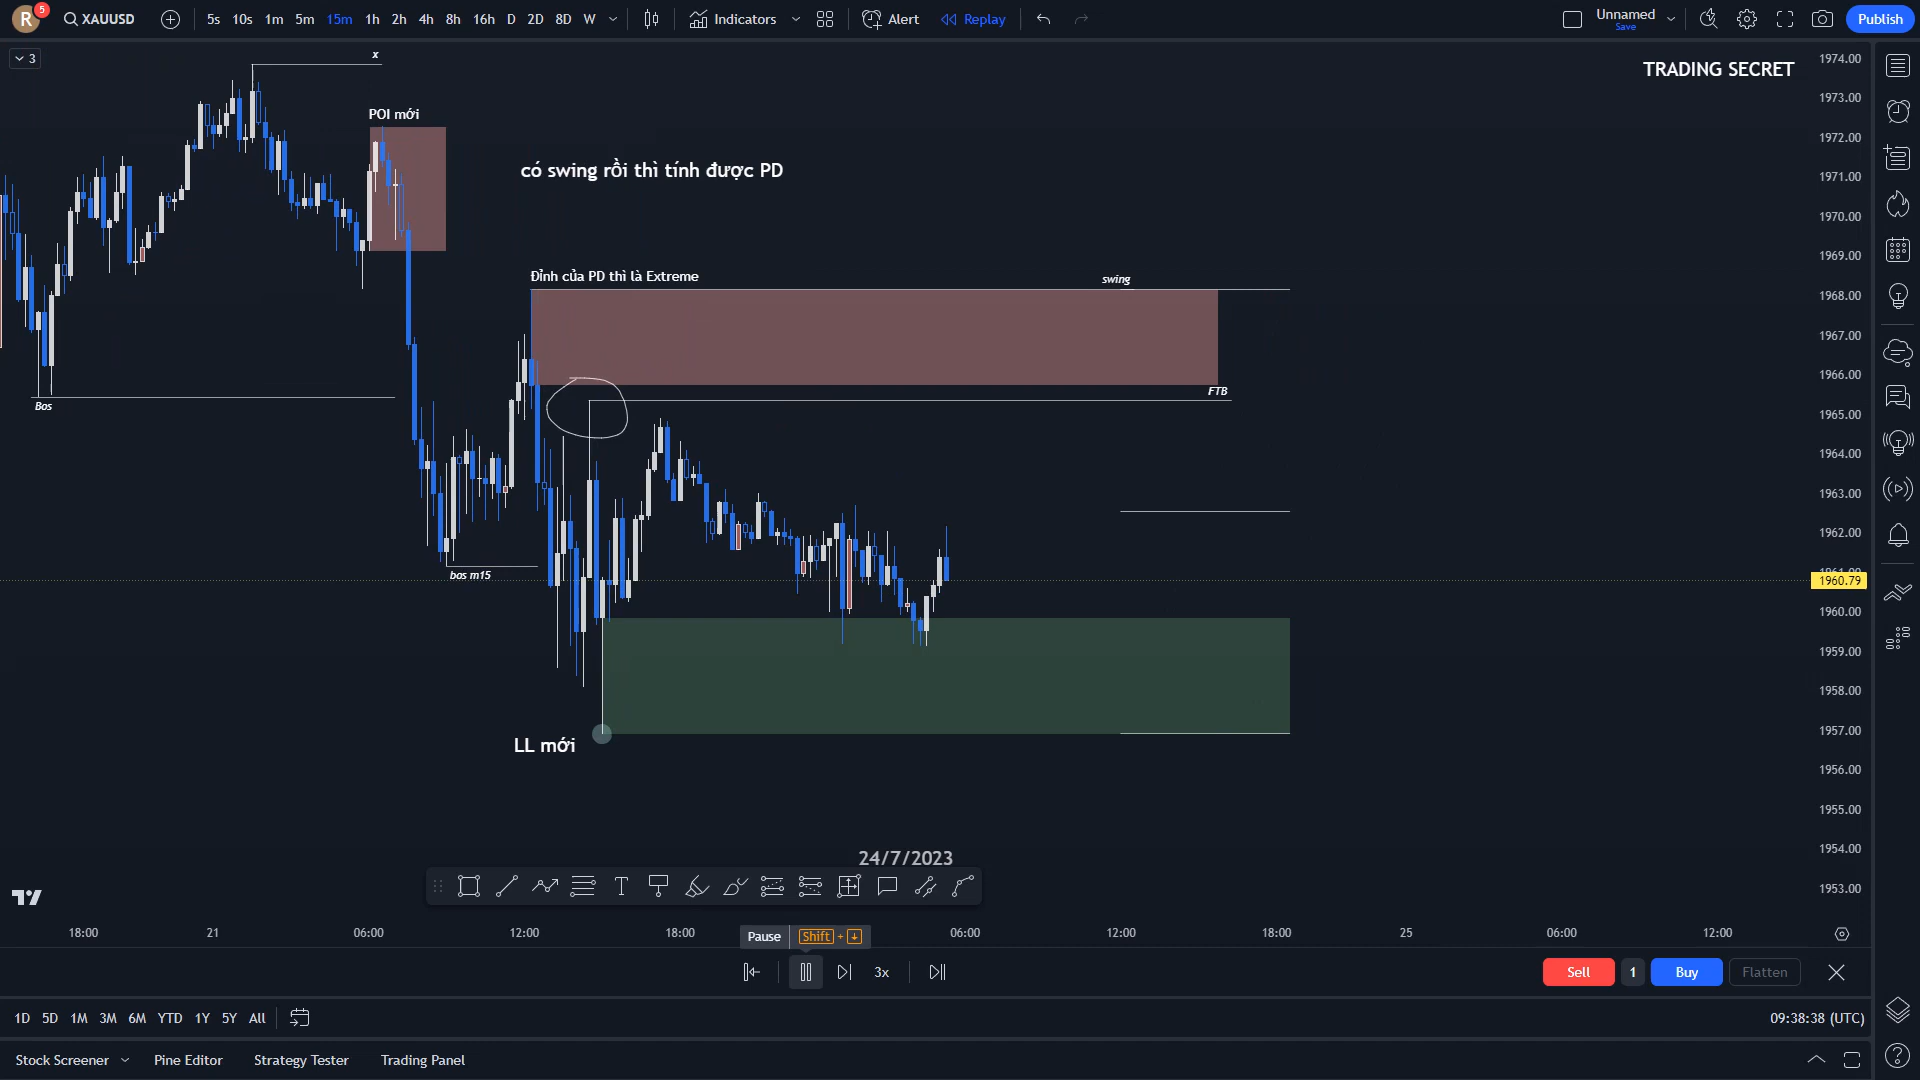 R
5
XAUUSD
5s 10s 1m 5m 15m 1h 2h 4h 8h 16h D 2D 8D W
Indicators
Alert
Replay
Unnamed
Save
Publish
3
TRADING SECRET
x
POI mới
có swing rồi thì tính được PD
Đỉnh của PD thì là Extreme
swing
FTB
Bos
bos m15
LL mới
24/7/2023
1974.00
1973.00
1972.00
1971.00
1970.00
1969.00
1968.00
1967.00
1966.00
1965.00
1964.00
1963.00
1962.00
1960.79
1960.00
1959.00
1958.00
1957.00
1956.00
1955.00
1954.00
1953.00
18:00 21 06:00 12:00 18:00 06:00 12:00 18:00 25 06:00 12:00
Pause Shift +
3x
Sell 1 Buy Flatten
1D 5D 1M 3M 6M YTD 1Y 5Y All
09:38:38 (UTC)
Stock Screener Pine Editor Strategy Tester Trading Panel